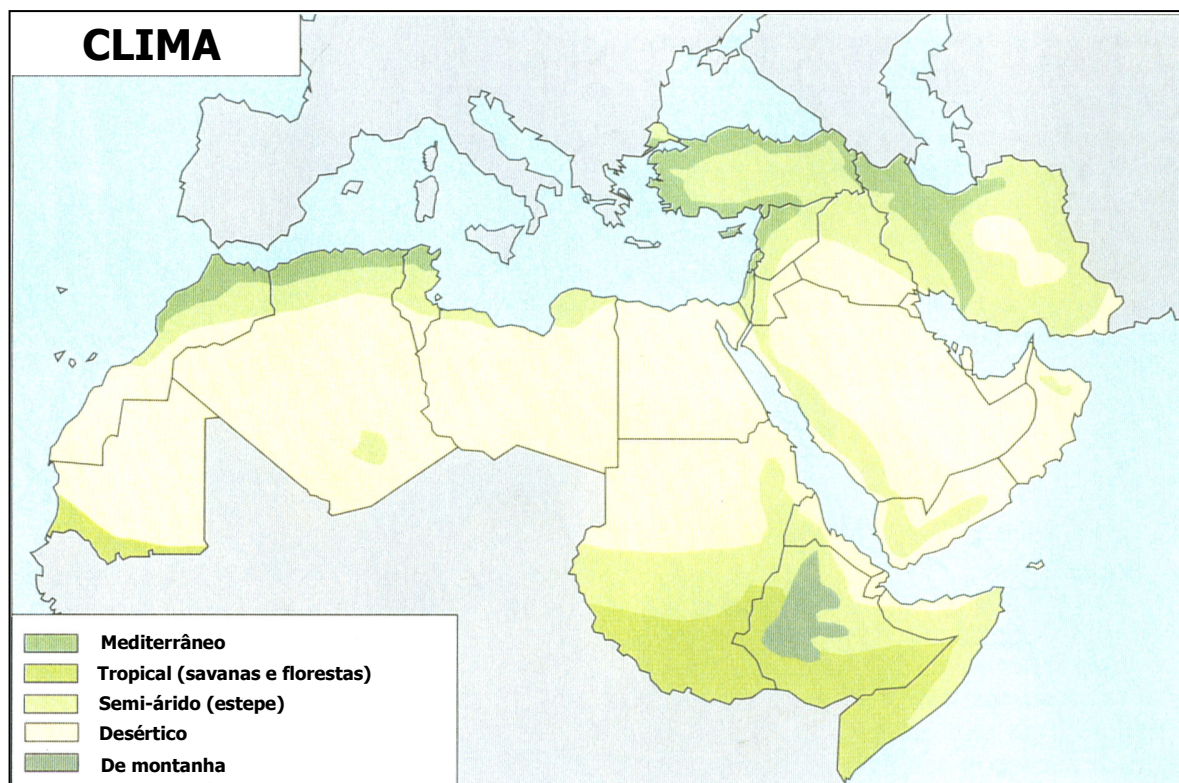 CLIMA
Mediterrâneo
Tropical (savanas e florestas)
Semi-árido (estepe)
Desértico
De montanha